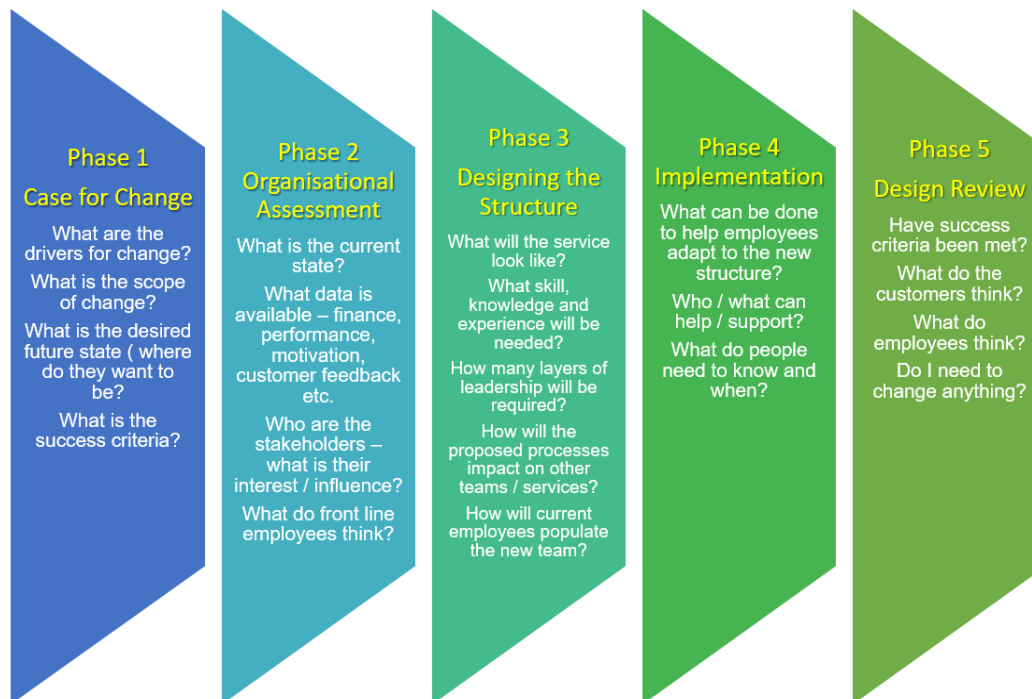 Phase 1
Case for Change
What are the
drivers for change?
What is the scope
of change?
What is the desired
future state ( where
do they want to
be?
What is the
success criteria?
Phase 2
Organisational
Assessment
What is the current
state?
What data is
available – finance,
performance,
motivation,
customer feedback
etc.
Who are the
stakeholders –
what is their
interest / influence?
What do front line
employees think?
Phase 3
Designing the
Structure
What will the service
look like?
What skill,
knowledge and
experience will be
needed?
How many layers of
leadership will be
required?
How will the
proposed processes
impact on other
teams / services?
How will current
employees populate
the new team?
Phase 4
Implementation
What can be done
to help employees
adapt to the new
structure?
Who / what can
help / support?
What do people
need to know and
when?
Phase 5
Design Review
Have success
criteria been met?
What do the
customers think?
What do
employees think?
Do I need to
change anything?